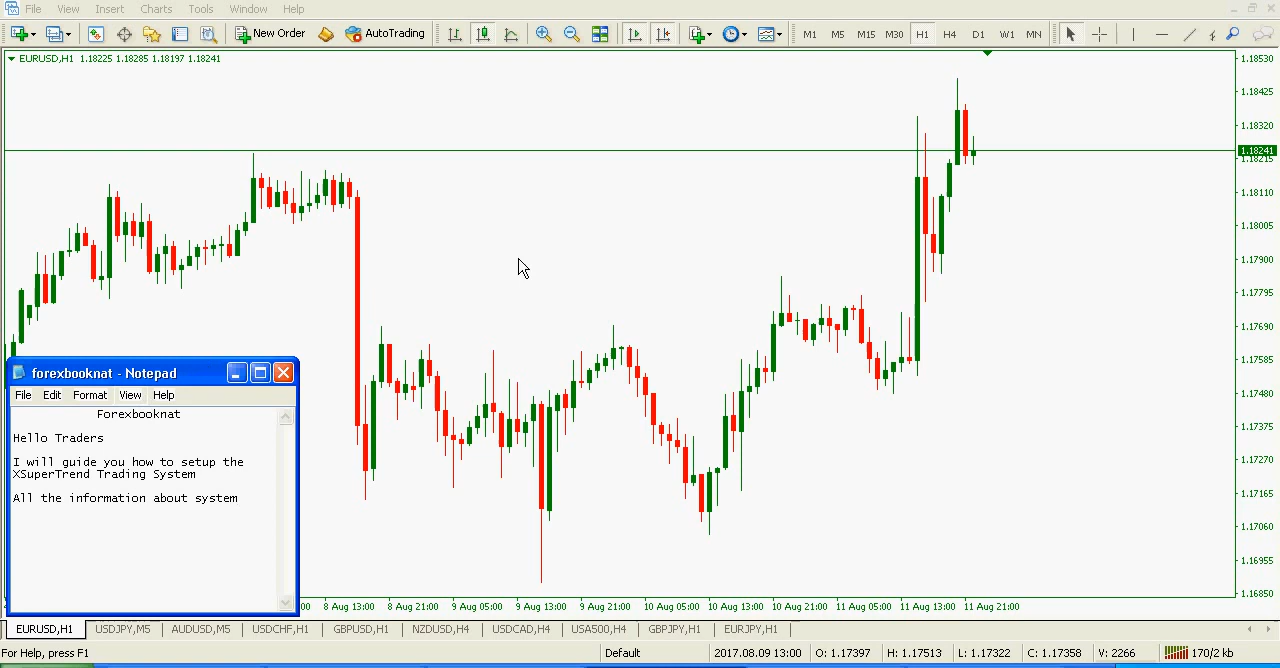 File View Insert Charts Tools Window Help
New Order AutoTrading M1 M5 M15 M30 H1 H4 D1 W1 MN
EURUSD,H1 1.18225 1.18285 1.18197 1.18241
1.18530
1.18425
1.18320
1.18241
1.18215
1.18110
1.18005
1.17900
1.17795
1.17690
1.17585
1.17480
1.17375
1.17270
1.17165
1.17060
1.16955
1.16850
forexbooknat - Notepad
File Edit Format View Help
Forexbooknat
Hello Traders
I will guide you how to setup the
XSuperTrend Trading System
All the information about system
8 Aug 13:00 8 Aug 21:00 9 Aug 05:00 9 Aug 13:00 9 Aug 21:00 10 Aug 05:00 10 Aug 13:00 10 Aug 21:00 11 Aug 05:00 11 Aug 13:00 11 Aug 21:00
EURUSD,H1 USDJPY,M5 AUDUSD,M5 USDCHF,H1 GBPUSD,H1 NZDUSD,H4 USDCAD,H4 USA500,H4 GBPJPY,H1 EURJPY,H1
For Help, press F1 Default 2017.08.09 13:00 O: 1.17397 H: 1.17513 L: 1.17322 C: 1.17358 V: 2266 170/2 kb